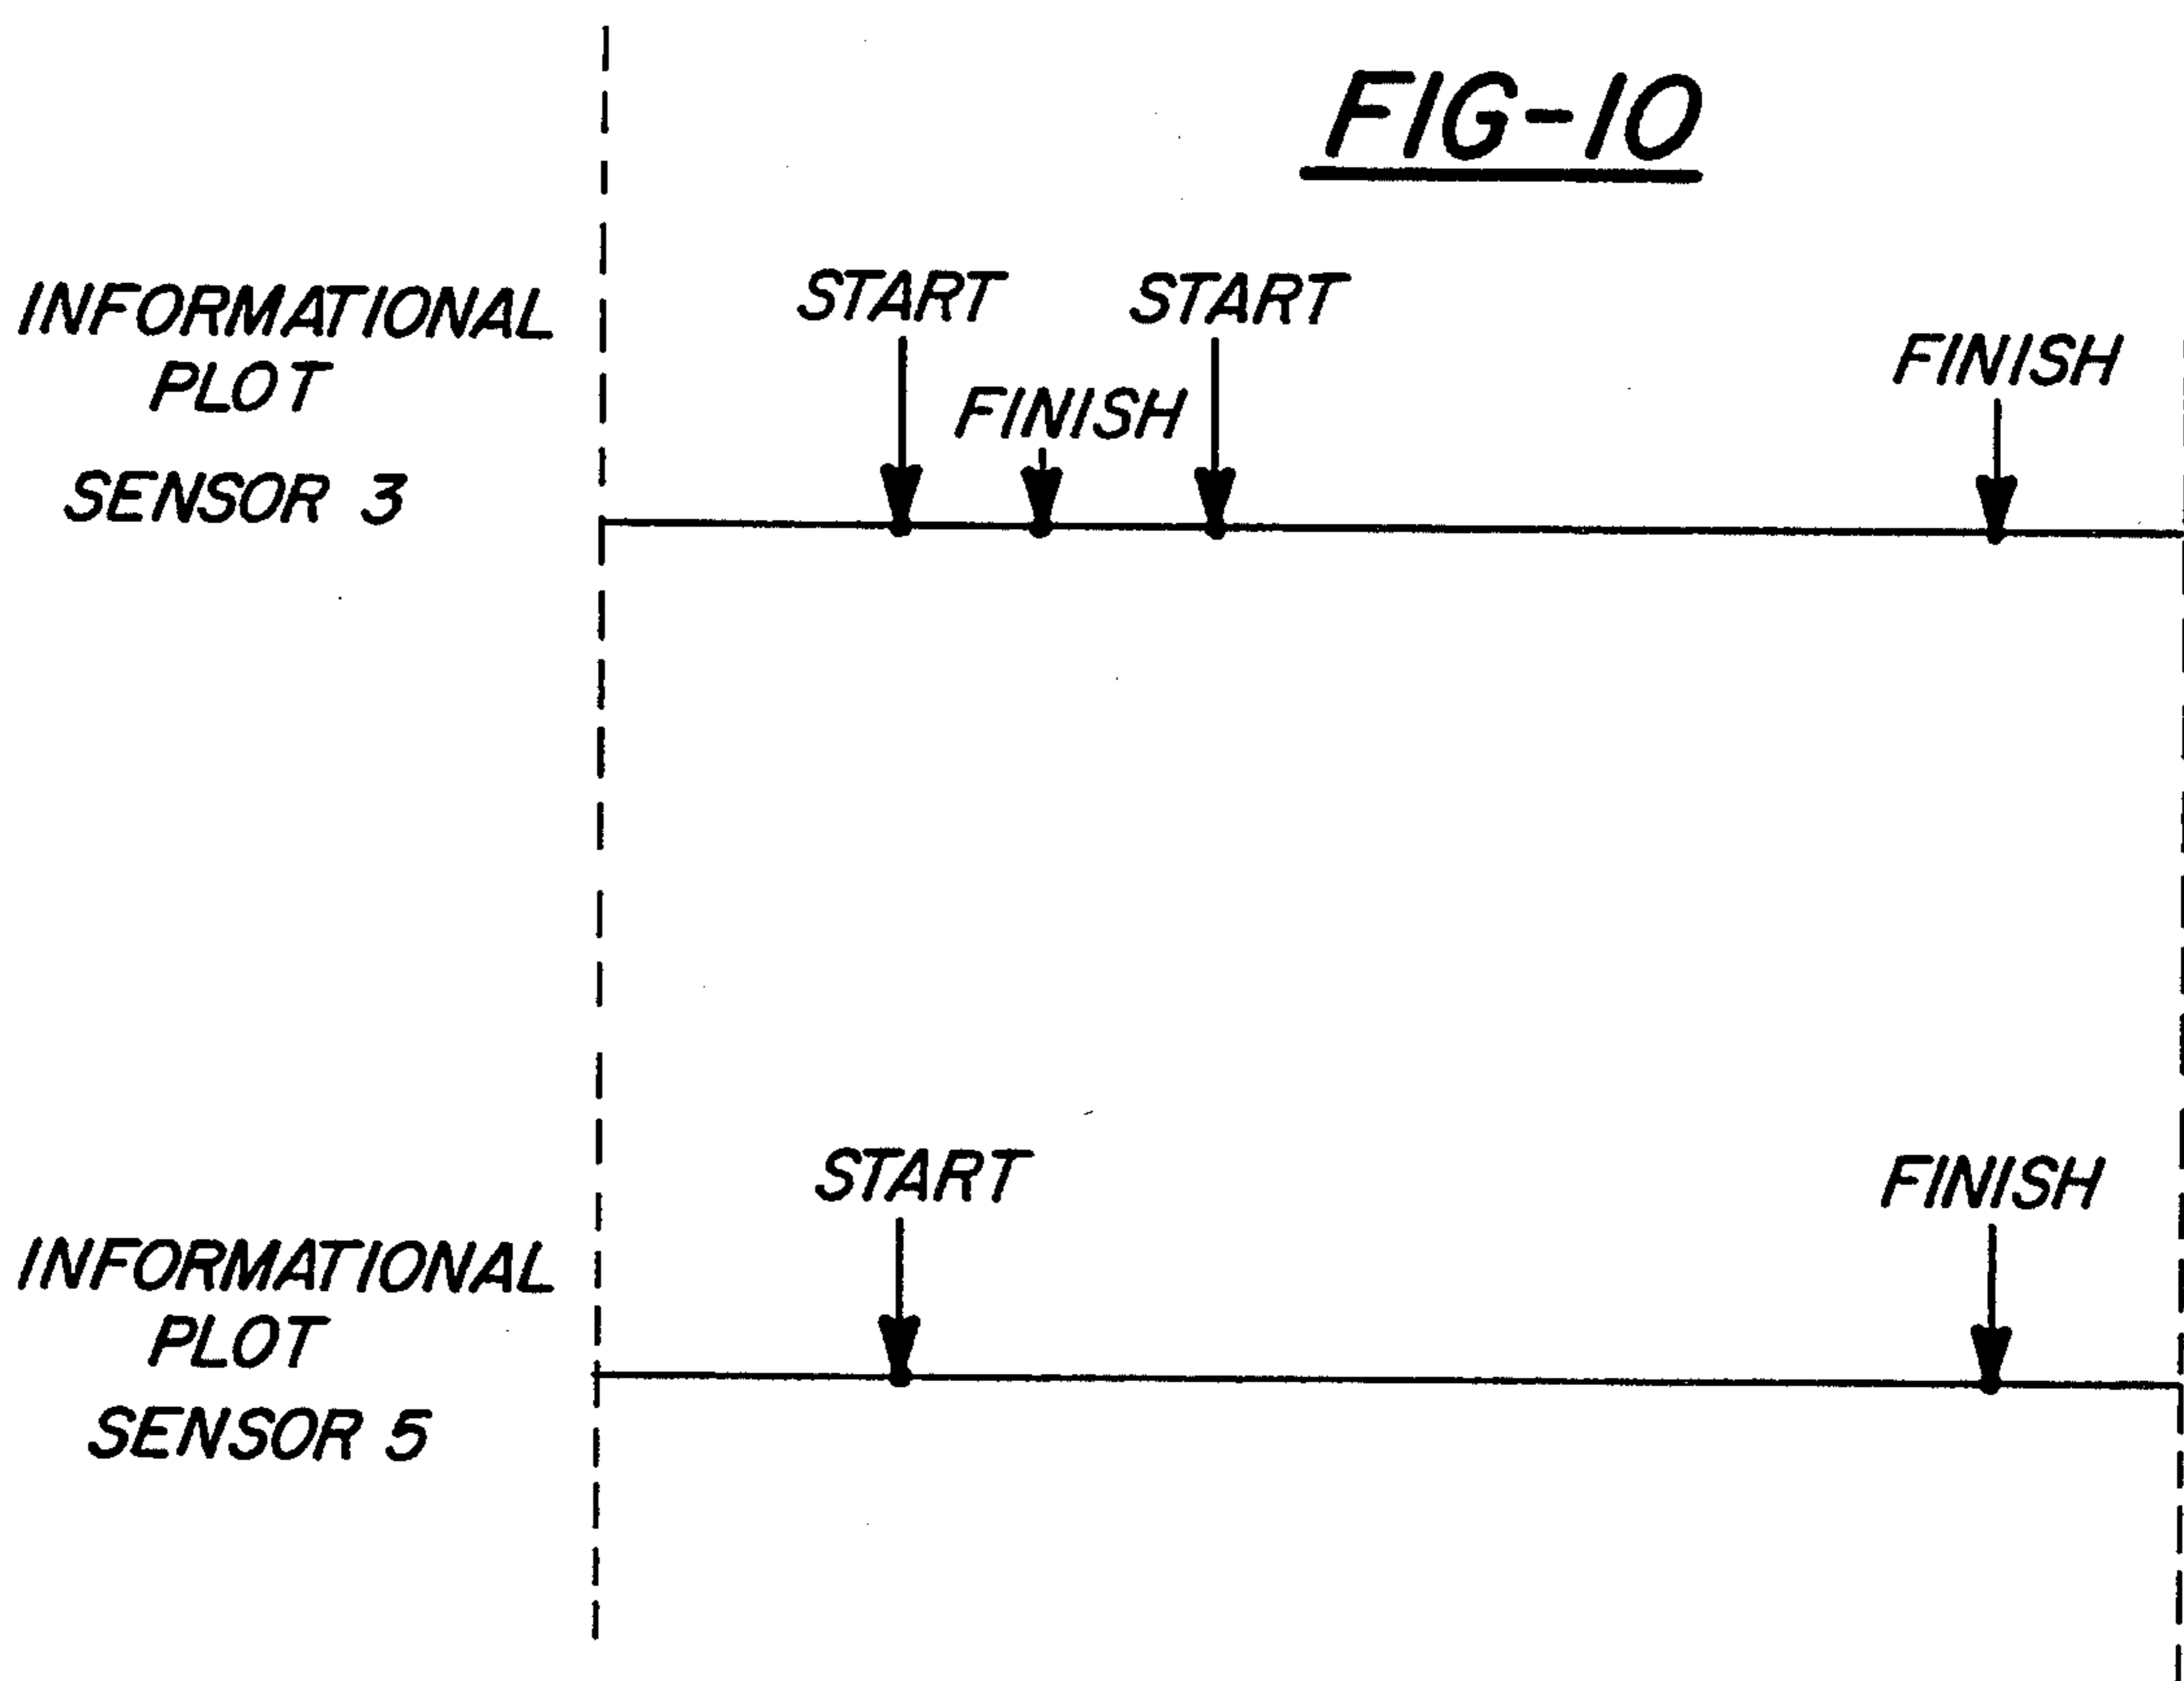 FIG-10
START START
FINISH
FINISH
INFORMATIONAL
PLOT
SENSOR 3
START
FINISH
INFORMATIONAL
PLOT
SENSOR 5